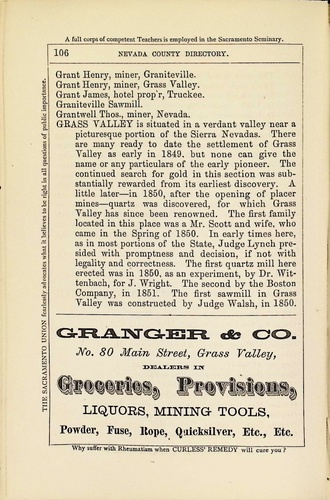 A full corps of competent Teachers is employed in the Sacramento Seminary.
106 NEVADA COUNTY DIRECTORY.
Grant Henry, miner, Graniteville.
Grant Henry, miner, Grass Valley.
Grant James, hotel prop'r, Truckee.
Graniteville Sawmill.
Grantwell Thos., miner, Nevada.
GRASS VALLEY is situated in a verdant valley near a
picturesque portion of the Sierra Nevadas. There
are many ready to date the settlement of Grass
Valley as early in 1849, but none can give the
name or any particulars of the early pioneer. The
continued search for gold in this section was sub-
stantially rewarded from its earliest discovery. A
little later—in 1850, after the opening of placer
mines—quartz was discovered, for which Grass
Valley has since been renowned. The first family
located in this place was a Mr. Scott and wife, who
came in the Spring of 1850. In early times here,
as in most portions of the State, Judge Lynch pre-
sided with promptness and decision, if not with
legality and correctness. The first quartz mill here
erected was in 1850, as an experiment, by Dr. Wit-
tenbach, for J. Wright. The second by the Boston
Company, in 1851. The first sawmill in Grass
Valley was constructed by Judge Walsh, in 1850.
GRANGER & CO.
No. 80 Main Street, Grass Valley,
DEALERS IN
Groceries, Provisions,
LIQUORS, MINING TOOLS,
Powder, Fuse, Rope, Quicksilver, Etc., Etc.
Why suffer with Rheumatism when CURLESS' REMEDY will cure you?
THE SACRAMENTO UNION fearlessly advocates what it believes to be right in all questions of public importance.